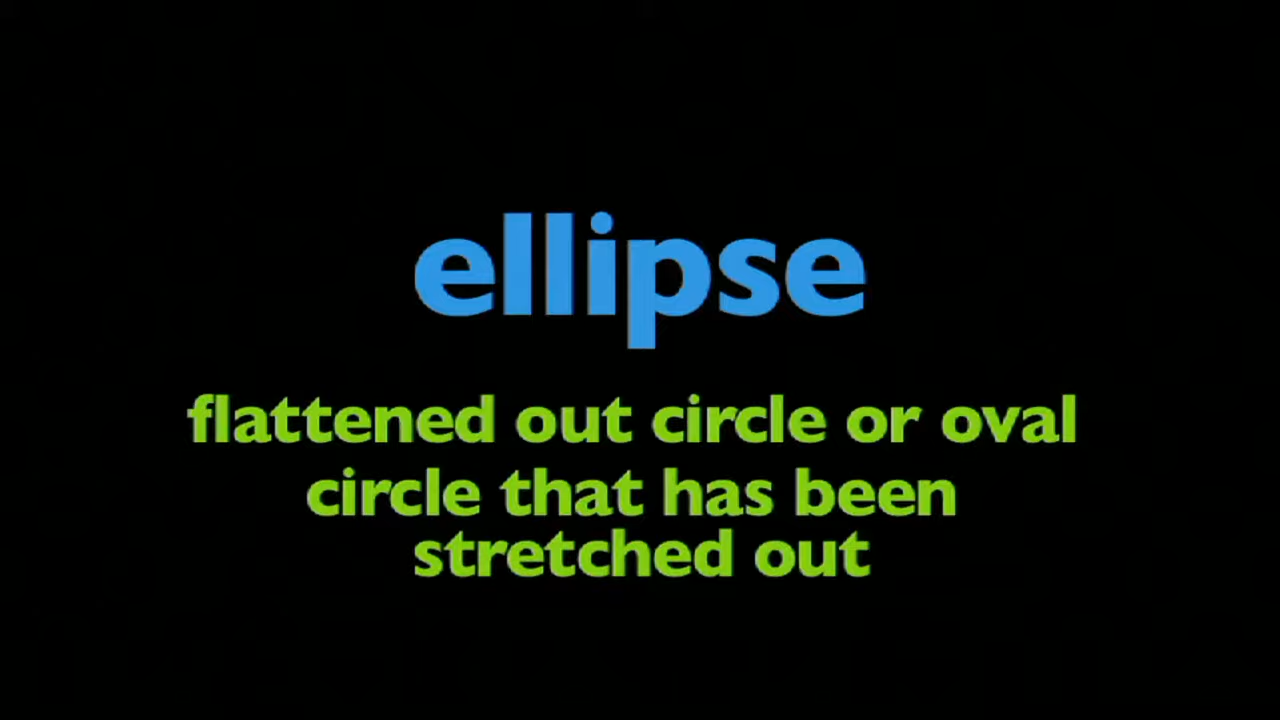 ellipse
flattened out circle or oval
circle that has been
stretched out